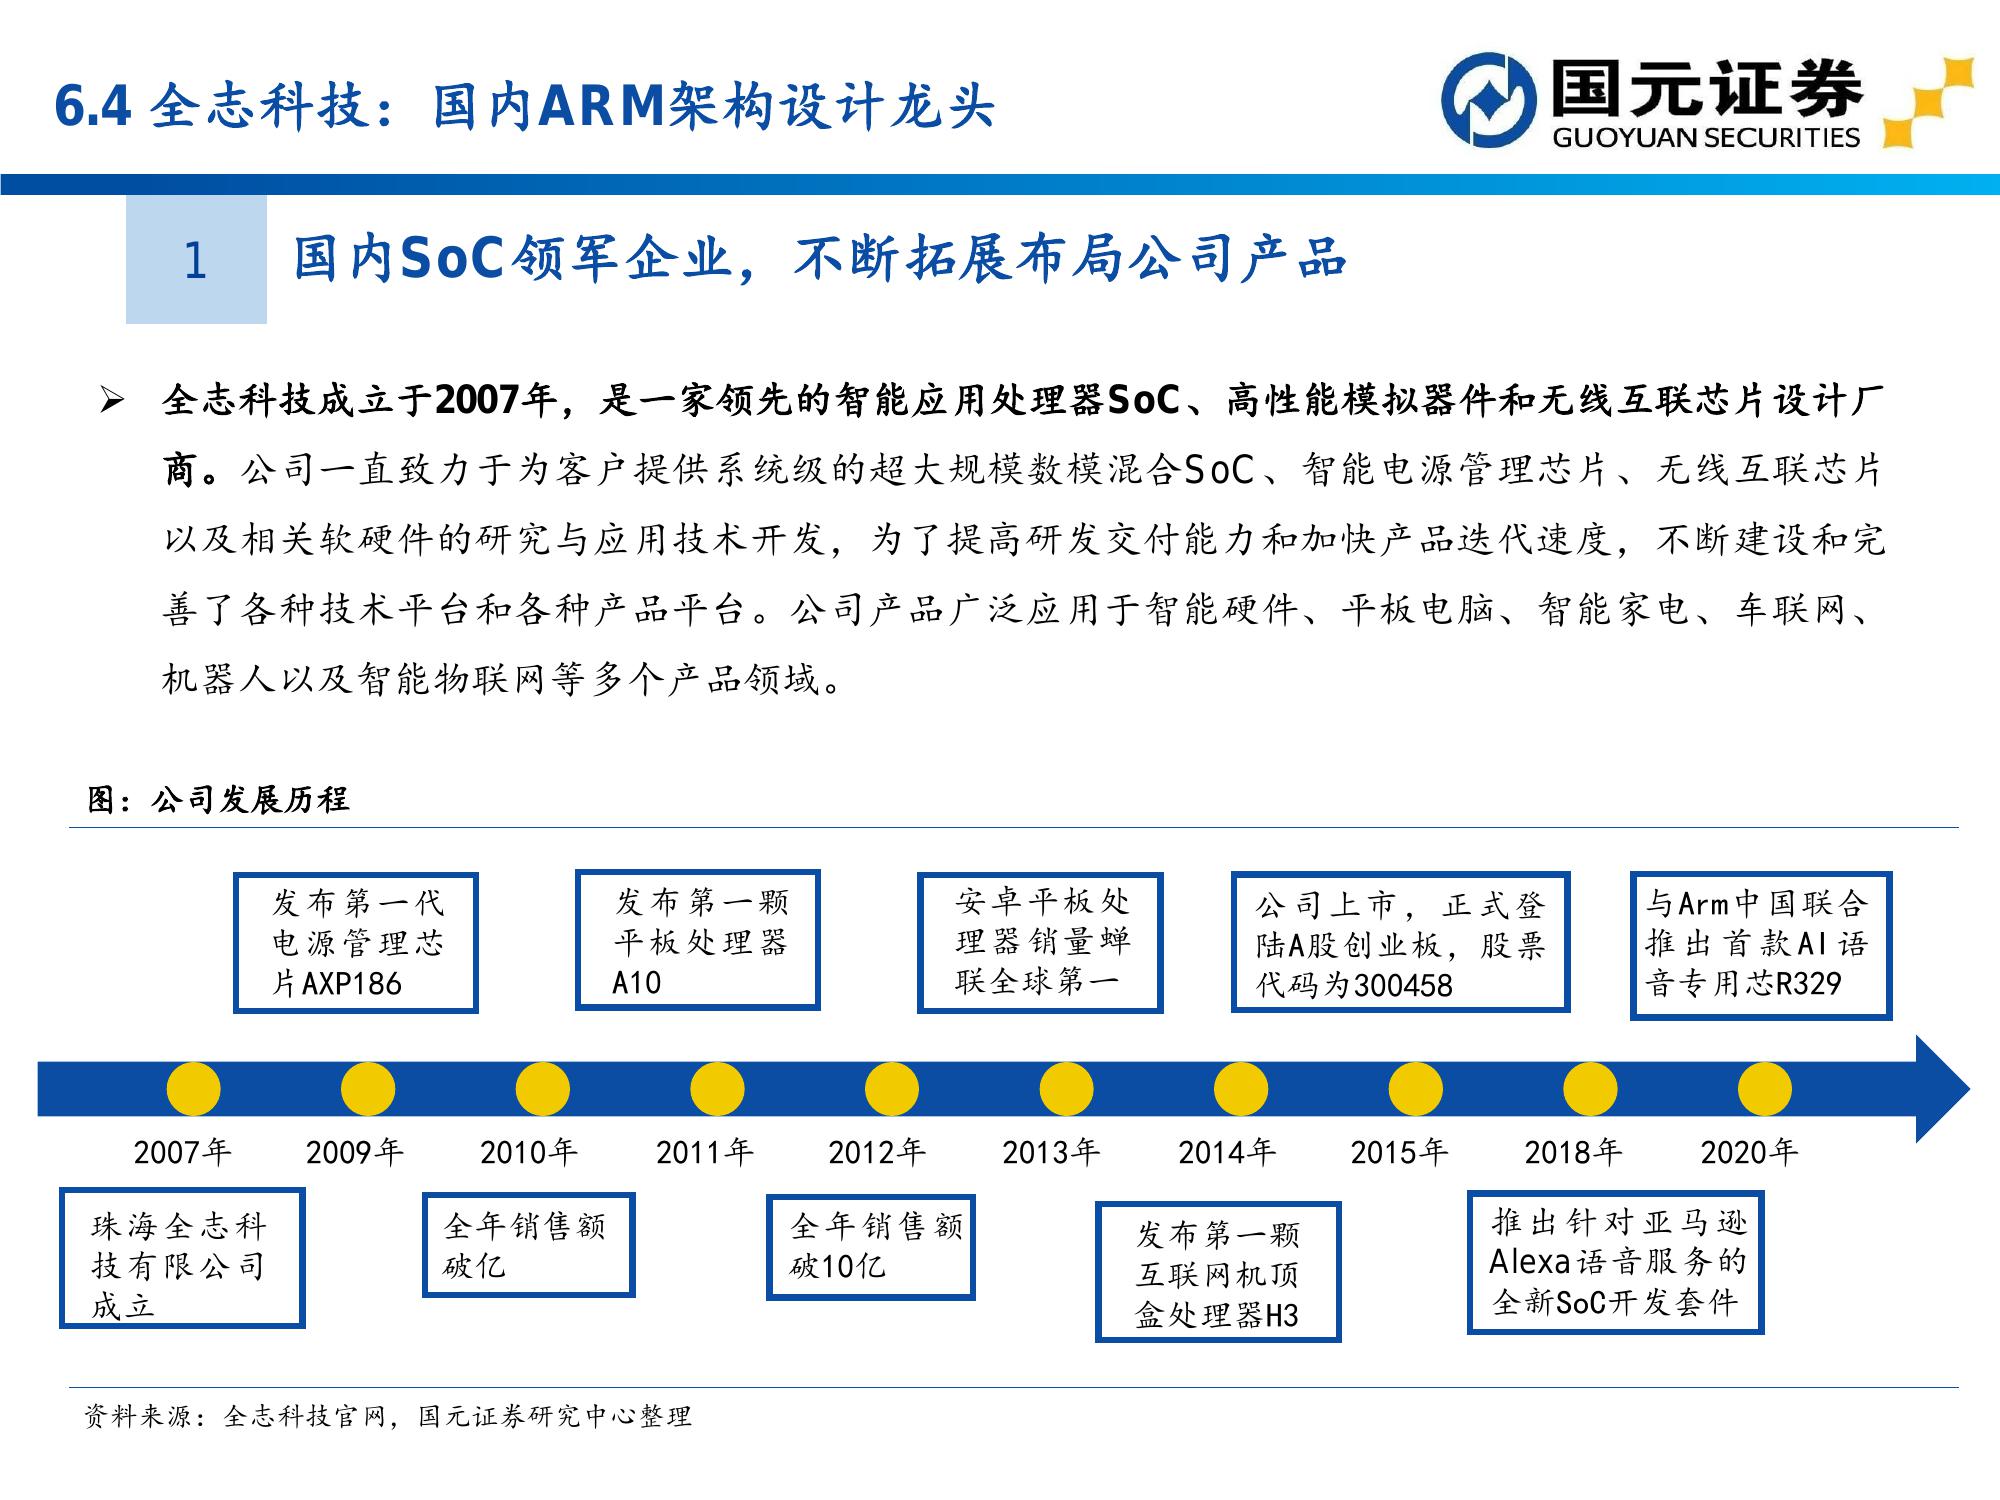 6.4 全志科技：国内ARM架构设计龙头
国元证券
GUOYUAN SECURITIES
1
国内SoC领军企业，不断拓展布局公司产品
全志科技成立于2007年，是一家领先的智能应用处理器SoC、高性能模拟器件和无线互联芯片设计厂
商。公司一直致力于为客户提供系统级的超大规模数模混合SoC、智能电源管理芯片、无线互联芯片
以及相关软硬件的研究与应用技术开发，为了提高研发交付能力和加快产品迭代速度，不断建设和完
善了各种技术平台和各种产品平台。公司产品广泛应用于智能硬件、平板电脑、智能家电、车联网、
机器人以及智能物联网等多个产品领域。
图：公司发展历程
发布第一代
电源管理芯
片AXP186
发布第一颗
平板处理器
A10
安卓平板处
理器销量蝉
联全球第一
公司上市，正式登
陆A股创业板，股票
代码为300458
与Arm中国联合
推出首款AI语
音专用芯R329
2007年 2009年 2010年 2011年 2012年 2013年 2014年 2015年 2018年 2020年
珠海全志科
技有限公司
成立
全年销售额
破亿
全年销售额
破10亿
发布第一颗
互联网机顶
盒处理器H3
推出针对亚马逊
Alexa语音服务的
全新SoC开发套件
资料来源：全志科技官网，国元证券研究中心整理